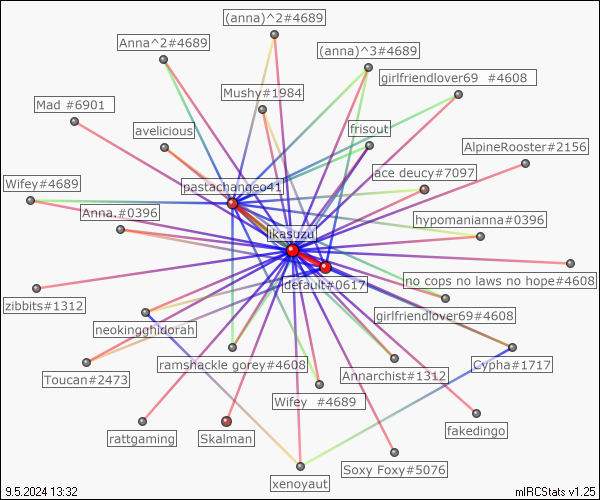 (anna)^2#4689
Anna^2#4689
(anna)^3#4689
girlfriendlover69 #4608
Mushy#1984
Mad #6901
avelicious
frisout
AlpineRooster#2156
ace deucy#7097
Wifey#4689
pastachangeo41
Anna.#0396
hypomanianna#0396
ikasuzu
no cops no laws no hope#4608
default#0617
zibbits#1312
girlfriendlover69#4608
neokingghidorah
ramshackle gorey#4608
Cypha#1717
Toucan#2473
Annarchist#1312
Wifey #4689
fakedingo
rattgaming
Skalman
Soxy Foxy#5076
xenoyaut
9.5.2024 13:32
mIRCStats v1.25